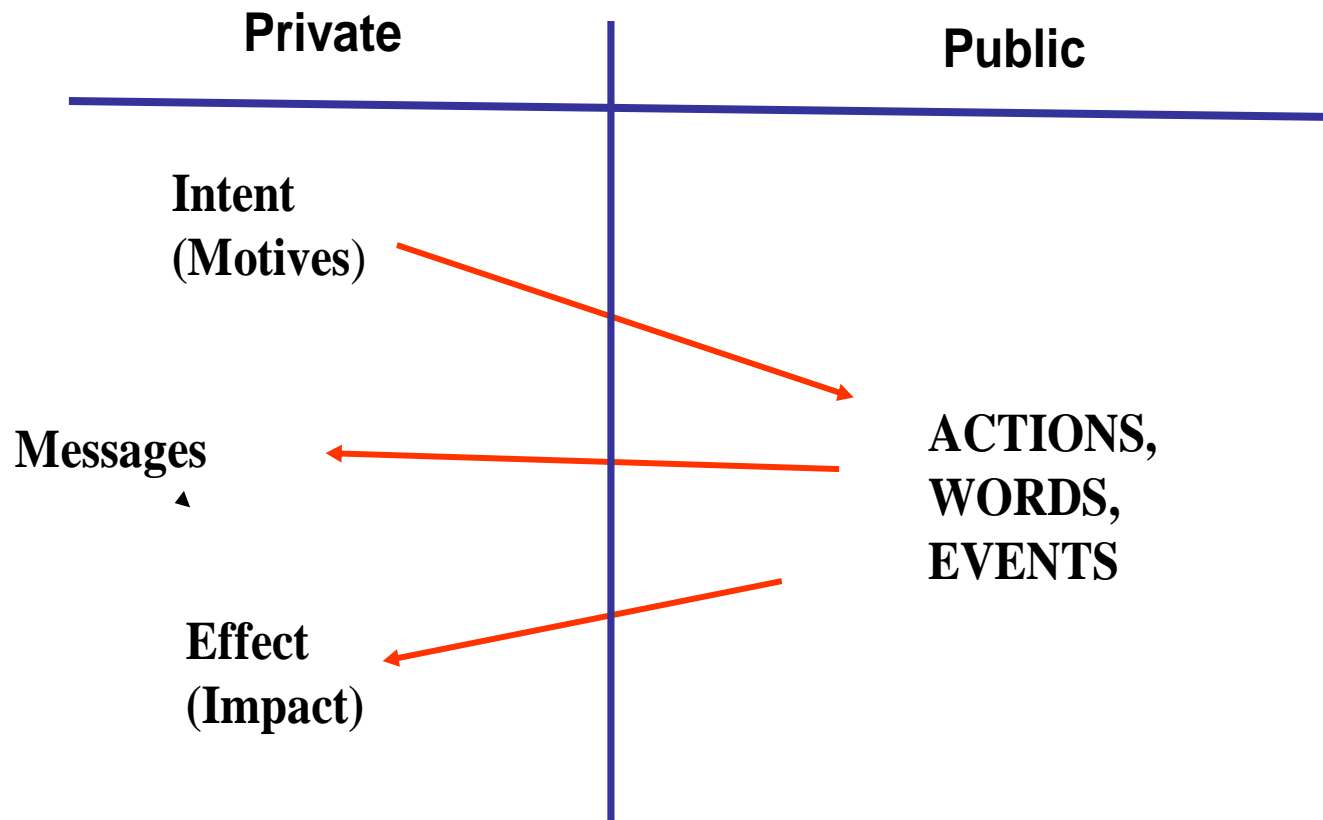 Private
Public
Intent
(Motives)
Messages
ACTIONS,
WORDS,
EVENTS
Effect
(Impact)